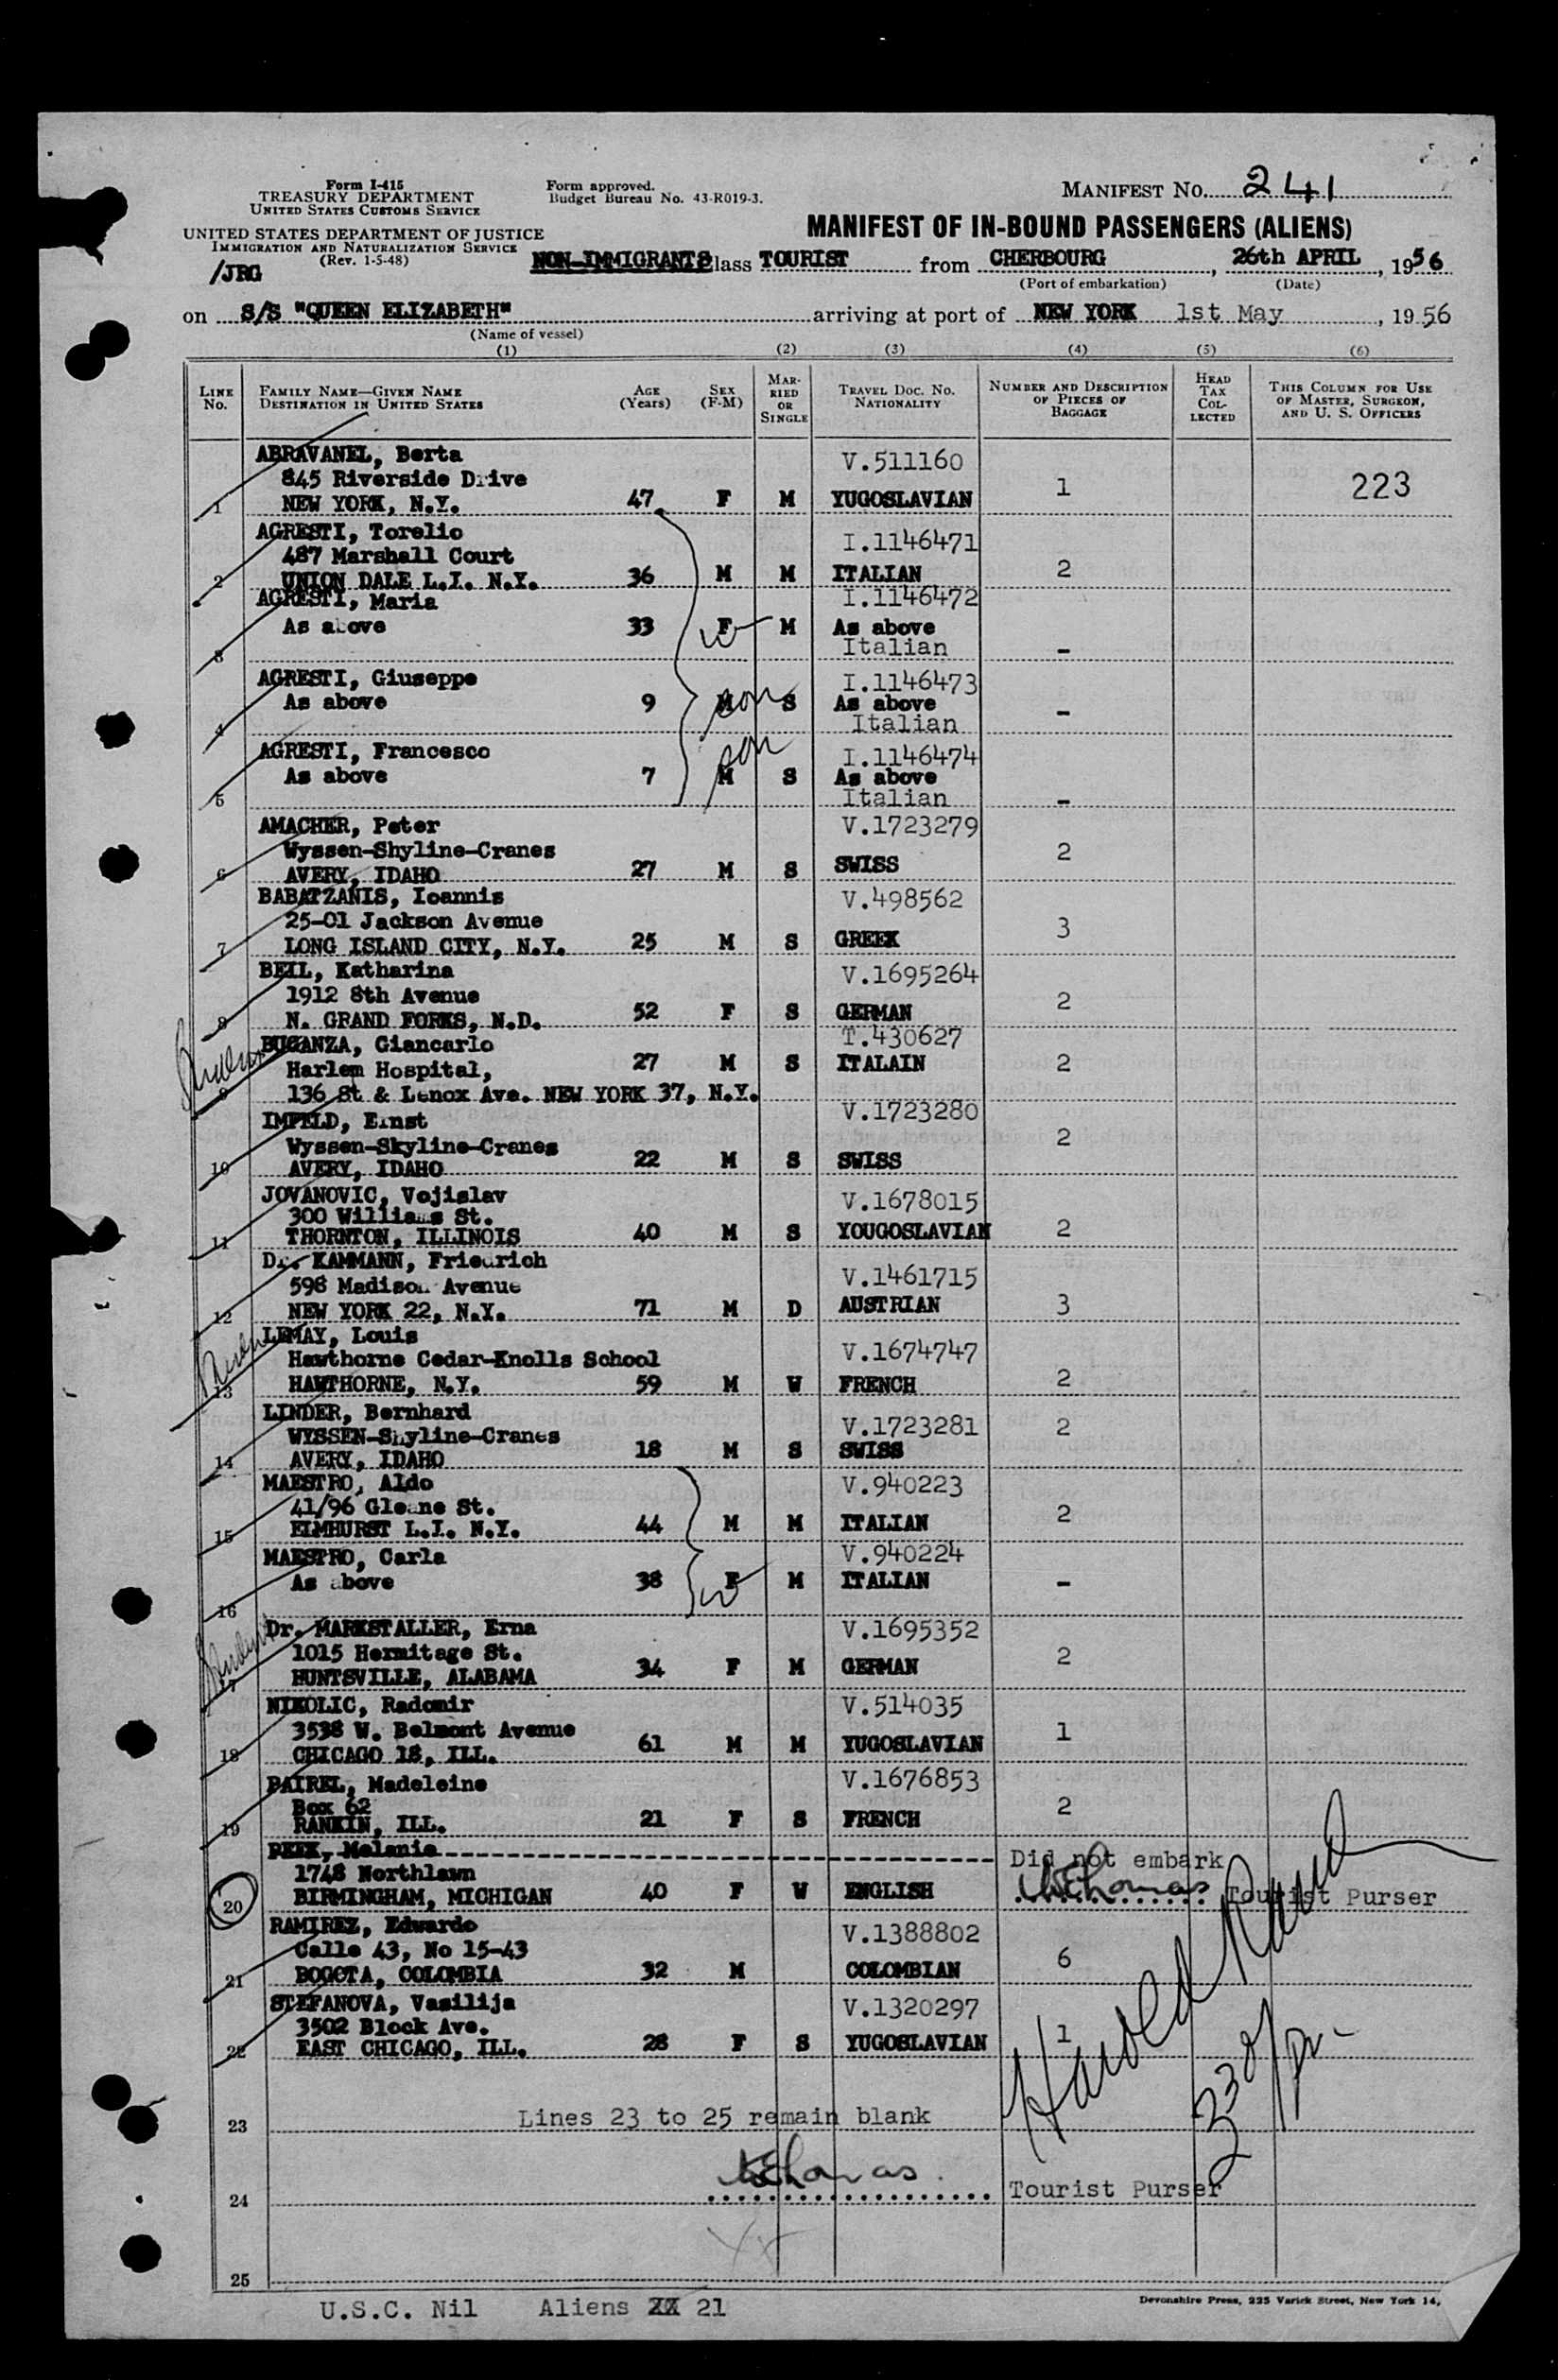 Form I-415
TREASURY DEPARTMENT
UNITED STATES CUSTOMS SERVICE
UNITED STATES DEPARTMENT OF JUSTICE
IMMIGRATION AND NATURALIZATION SERVICE
(Rev. 1-5-48)
/JRG
Form approved.
Budget Bureau No. 43-R019-3.
MANIFEST NO. 241
MANIFEST OF IN-BOUND PASSENGERS (ALIENS)
NON-IMMIGRANTS lass TOURIST from CHERBOURG, 26th APRIL, 1956
(Port of embarkation) (Date)
on S/S "QUEEN ELIZABETH" arriving at port of NEW YORK 1st May, 1956
(Name of vessel)
(1) (2) (3) (4) (5) (6)
LINE NO. FAMILY NAME—GIVEN NAME DESTINATION IN UNITED STATES AGE (Years) SEX (F-M) MARRIED OR SINGLE TRAVEL DOC. NO. NATIONALITY NUMBER AND DESCRIPTION OF PIECES OF BAGGAGE HEAD TAX COLLECTED THIS COLUMN FOR USE OF MASTER, SURGEON, AND U. S. OFFICERS
ABRAVANEL, Berta V.511160
845 Riverside Drive 1 223
1 NEW YORK, N.Y. 47 F M YUGOSLAVIAN
AGRESTI, Torelio I.1146471
487 Marshall Court
2 UNION DALE L.I. N.Y. 36 M M ITALIAN 2
AGRESTI, Maria I.1146472
As above 33 F W M As above
3 Italian -
AGRESTI, Giuseppe I.1146473
As above 9 M son S As above
4 Italian -
AGRESTI, Francesco I.1146474
As above 7 M son S As above
5 Italian -
AMACHER, Peter V.1723279
Wyssen-Shyline-Cranes 2
6 AVERY, IDAHO 27 M S SWISS
BABATZANIS, Ioannis V.498562
25-01 Jackson Avenue 3
7 LONG ISLAND CITY, N.Y. 25 M S GREEK
BEIL, Katharina V.1695264
1912 8th Avenue 2
8 N. GRAND FORKS, N.D. 52 F S GERMAN
BUGANZA, Giancarlo T.430627
Harlem Hospital, 27 M S ITALAIN 2
9 136 St & Lenox Ave. NEW YORK 37, N.Y.
IMFELD, Ernst V.1723280
Wyssen-Skyline-Cranes 2
10 AVERY, IDAHO 22 M S SWISS
JOVANOVIC, Vojislav V.1678015
300 Williams St.
11 THORNTON, ILLINOIS 40 M S YOUGOSLAVIAN 2
Dr. KAMMANN, Friedrich V.1461715
598 Madison Avenue
12 NEW YORK 22, N.Y. 71 M D AUSTRIAN 3
LEMAY, Louis V.1674747
Hawthorne Cedar-Knolls School
13 HAWTHORNE, N.Y. 59 M W FRENCH 2
LINDER, Bernhard V.1723281 2
WYSSEN-Shyline-Cranes
14 AVERY, IDAHO 18 M S SWISS
MAESTRO, Aldo V.940223
41/96 Gleane St. 2
15 ELMHURST L.I. N.Y. 44 M M ITALIAN
MAESTRO, Carla V.940224
As above 38 F W M ITALIAN -
16
Dr. MARKSTALLER, Erna V.1695352
1015 Hermitage St. 2
17 HUNTSVILLE, ALABAMA 34 F M GERMAN
NIKOLIC, Radomir V.514035
3538 W. Belmont Avenue 1
18 CHICAGO 18, ILL. 61 M M YUGOSLAVIAN
PAIREL, Madeleine V.1676853
Box 62 2
19 RANKIN, ILL. 21 F S FRENCH
PEEK, Melanie Did not embark
1748 Northlawn
20 BIRMINGHAM, MICHIGAN 40 F W ENGLISH WEThomas Tourist Purser
RAMIREZ, Edwardo V.1388802
Calle 43, No 15-43 6
21 BOGOTA, COLOMBIA 32 M COLOMBIAN
STEFANOVA, Vasilija V.1320297
3502 Block Ave. 1
22 EAST CHICAGO, ILL. 28 F S YUGOSLAVIAN
Harold
23 Lines 23 to 25 remain blank
WEThomas
24 Tourist Purser
25
U.S.C. Nil Aliens 21
Devonshire Press, 225 Varick Street, New York 14,